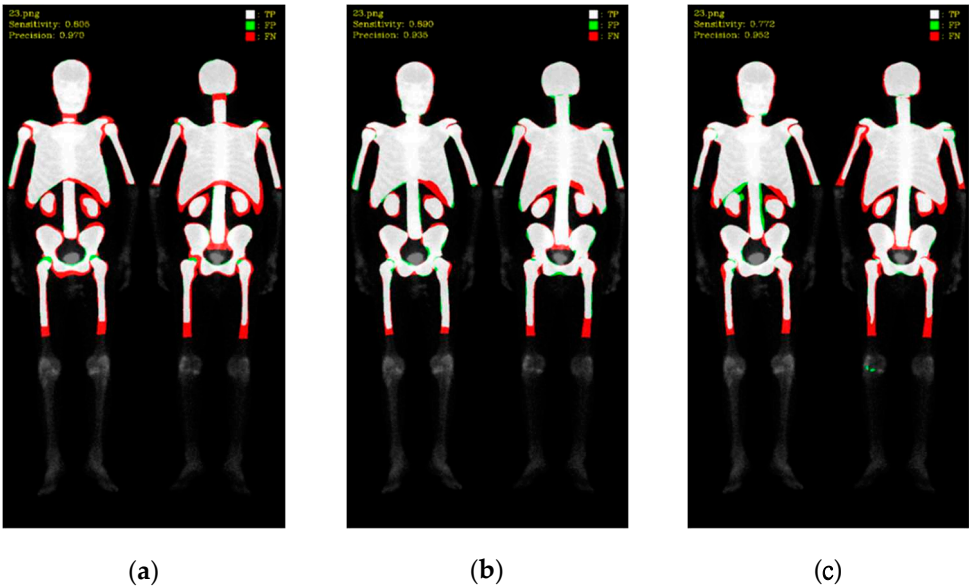 23.png
Sensitivity: 0.805
Precision: 0.970
: TP
: FP
: FN
23.png
Sensitivity: 0.890
Precision: 0.935
: TP
: FP
: FN
23.png
Sensitivity: 0.772
Precision: 0.952
: TP
: FP
: FN
(a)
(b)
(c)